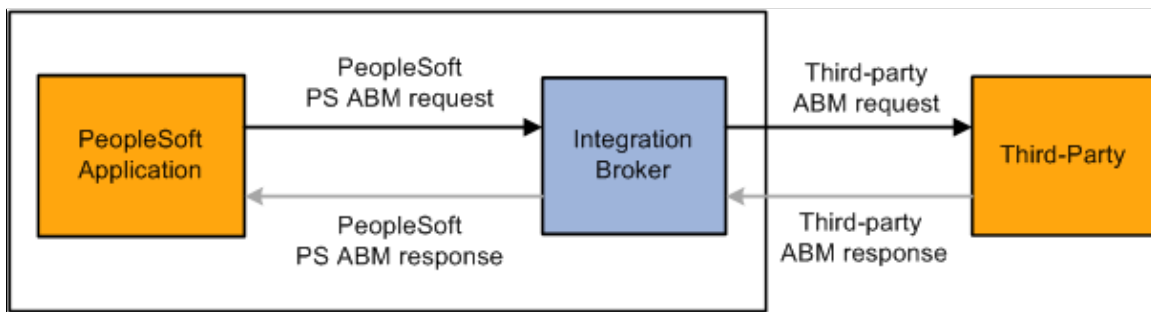 PeopleSoft
PS ABM request
Third-party
ABM request
PeopleSoft
Application
Integration
Broker
Third-Party
PeopleSoft
PS ABM response
Third-party
ABM response